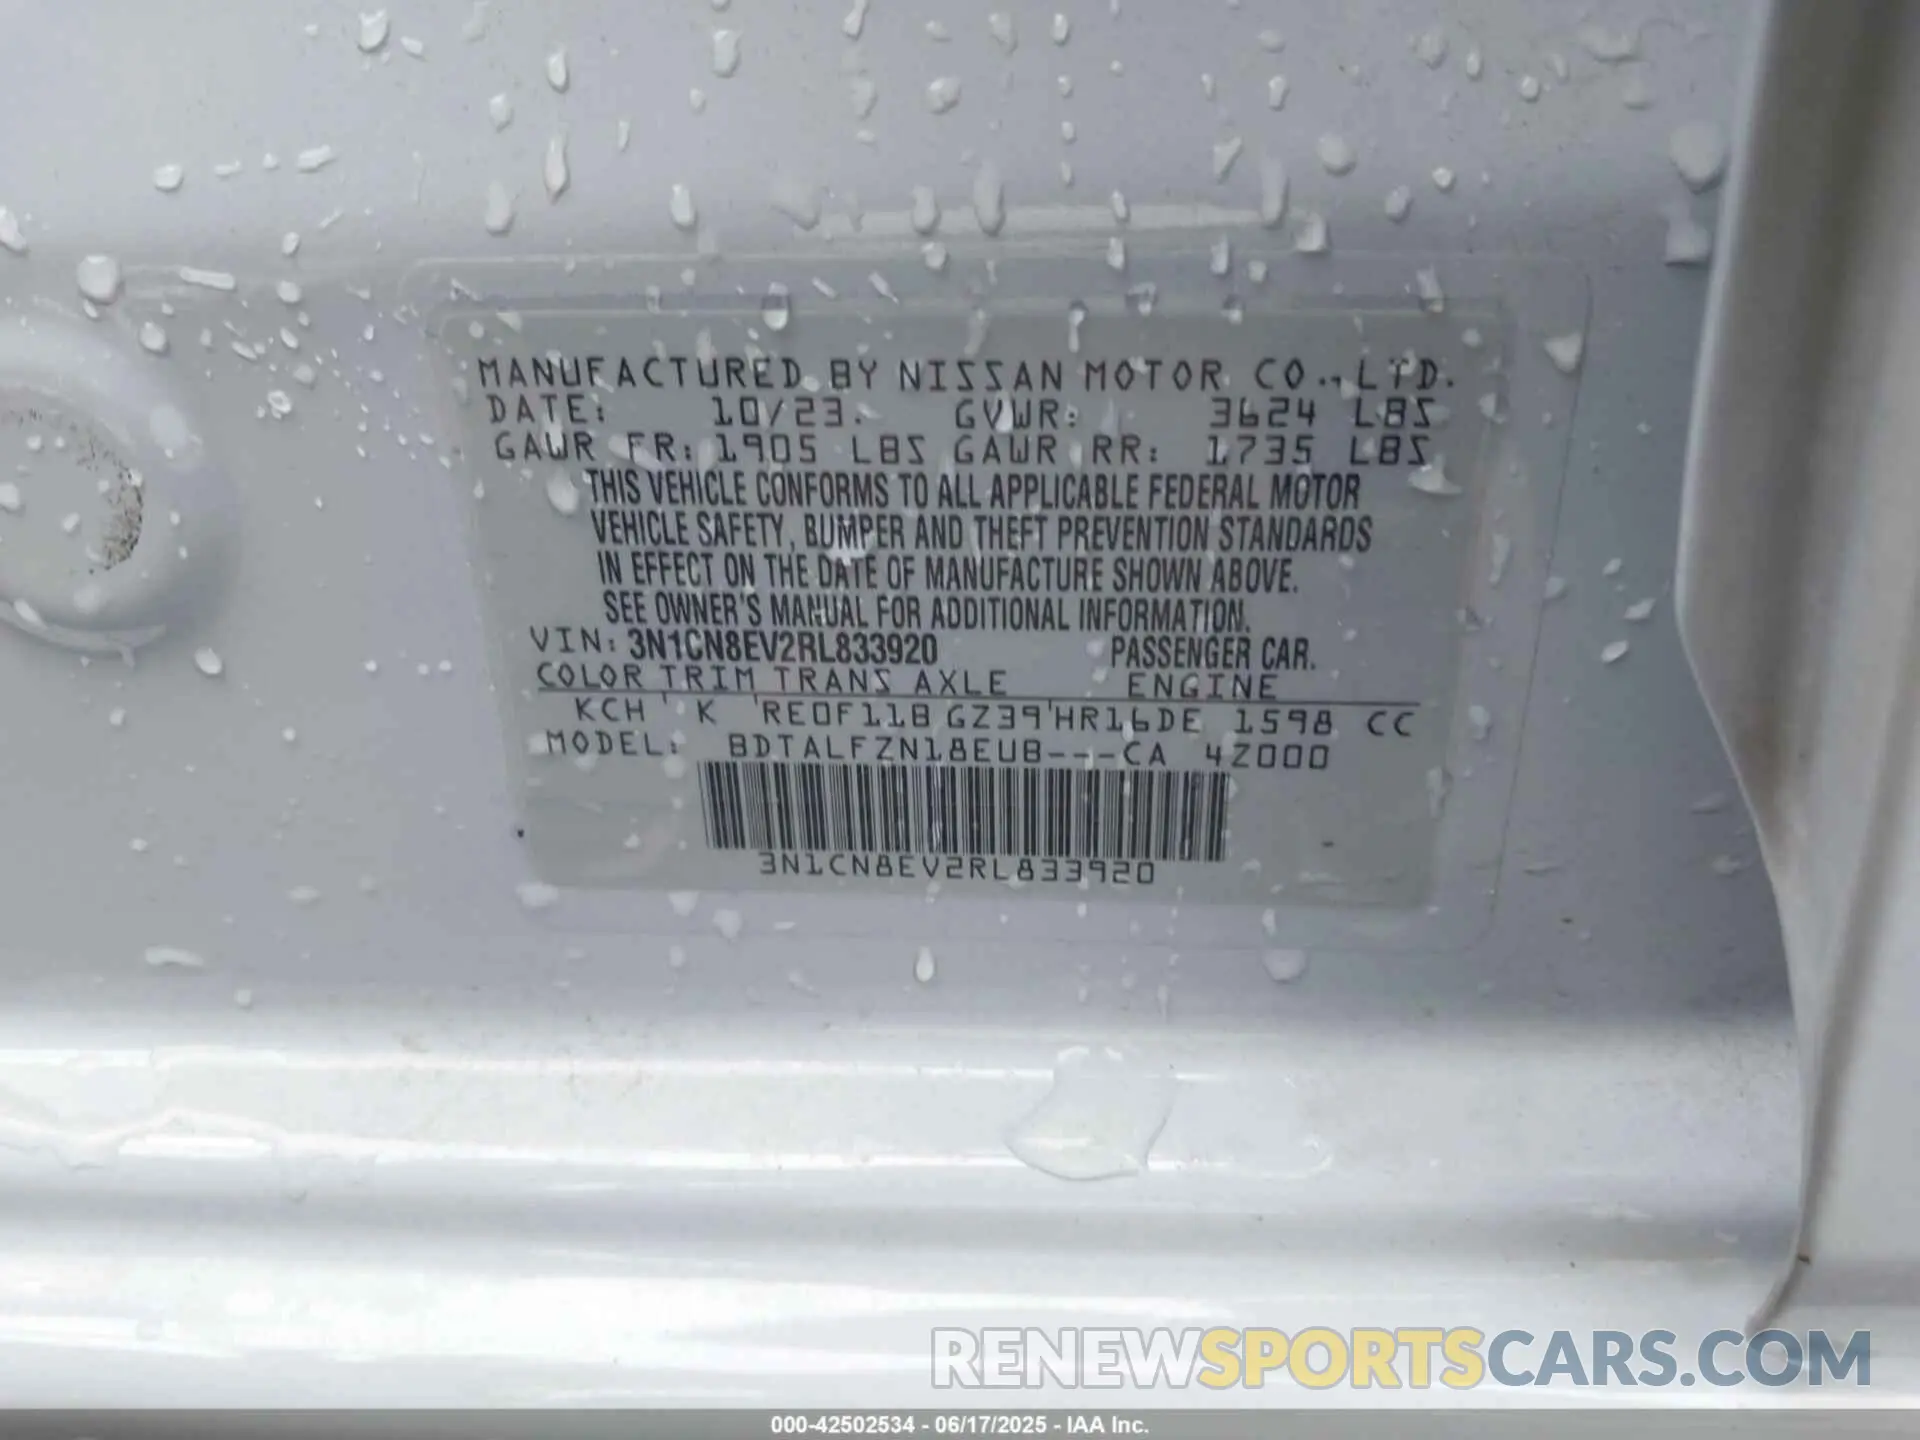 MANUFACTURED BY NISSAN MOTOR CO., LTD.
DATE: 10/23. GVWR: 3624 LBS
GAWR FR: 1905 LBS GAWR RR: 1735 LBS
THIS VEHICLE CONFORMS TO ALL APPLICABLE FEDERAL MOTOR
VEHICLE SAFETY, BUMPER AND THEFT PREVENTION STANDARDS
IN EFFECT ON THE DATE OF MANUFACTURE SHOWN ABOVE.
SEE OWNER'S MANUAL FOR ADDITIONAL INFORMATION.
VIN: 3N1CN8EV2RL833920 PASSENGER CAR.
COLOR TRIM TRANS AXLE ENGINE
KCH K RE0F11B GZ39 HR16DE 1598 CC
MODEL: BDTALFZN18EUB---CA 4Z000
3N1CN8EV2RL833920
RENEWSPORTSCARS.COM
000-42502534 - 06/17/2025 - IAA Inc.